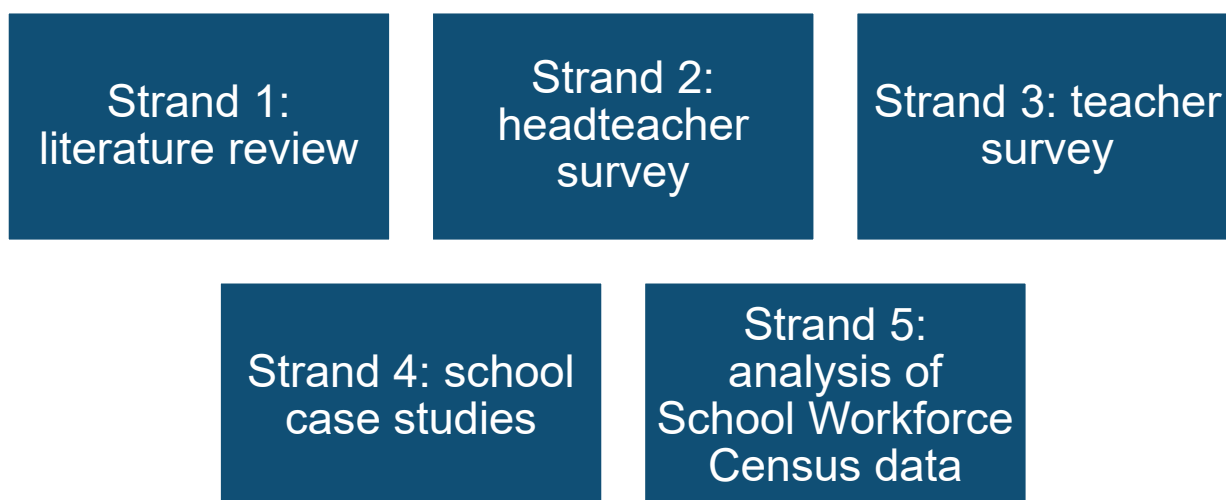 Strand 1:
literature review
Strand 2:
headteacher
survey
Strand 3: teacher
survey
Strand 4: school
case studies
Strand 5:
analysis of
School Workforce
Census data